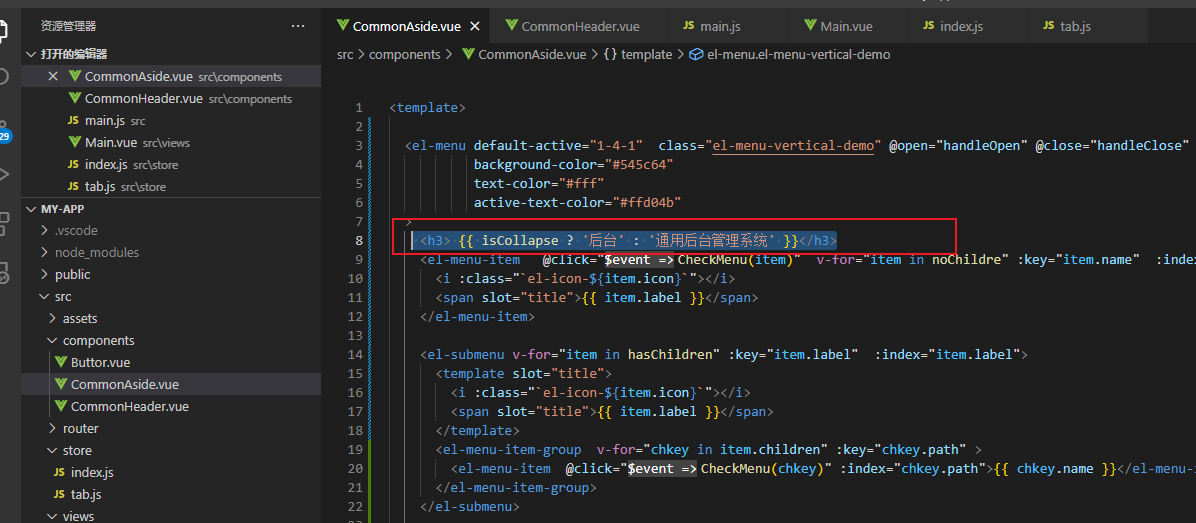 资源管理器
打开的编辑器
CommonAside.vue src\components
CommonHeader.vue src\components
JS main.js src
Main.vue src\views
JS index.js src\store
JS tab.js src\store
29
MY-APP
.vscode
node_modules
public
src
assets
components
Buttor.vue
CommonAside.vue
CommonHeader.vue
router
store
JS index.js
JS tab.js
views
CommonAside.vue
CommonHeader.vue
JS main.js
Main.vue
JS index.js
JS tab.js
src > components > CommonAside.vue > {} template > el-menu.el-menu-vertical-demo
1 <template>
2
3 <el-menu default-active="1-4-1" class="el-menu-vertical-demo" @open="handleOpen" @close="handleClose"
4 background-color="#545c64"
5 text-color="#fff"
6 active-text-color="#ffd04b"
7 >
8 <h3> {{ isCollapse ? '后台' : '通用后台管理系统' }}</h3>
9 <el-menu-item @click="$event => CheckMenu(item)" v-for="item in noChildre" :key="item.name" :index
10 <i :class="`el-icon-${item.icon}`"></i>
11 <span slot="title">{{ item.label }}</span>
12 </el-menu-item>
13
14 <el-submenu v-for="item in hasChildren" :key="item.label" :index="item.label">
15 <template slot="title">
16 <i :class="`el-icon-${item.icon}`"></i>
17 <span slot="title">{{ item.label }}</span>
18 </template>
19 <el-menu-item-group v-for="chkey in item.children" :key="chkey.path" >
20 <el-menu-item @click="$event => CheckMenu(chkey)" :index="chkey.path">{{ chkey.name }}</el-menu-
21 </el-menu-item-group>
22 </el-submenu>